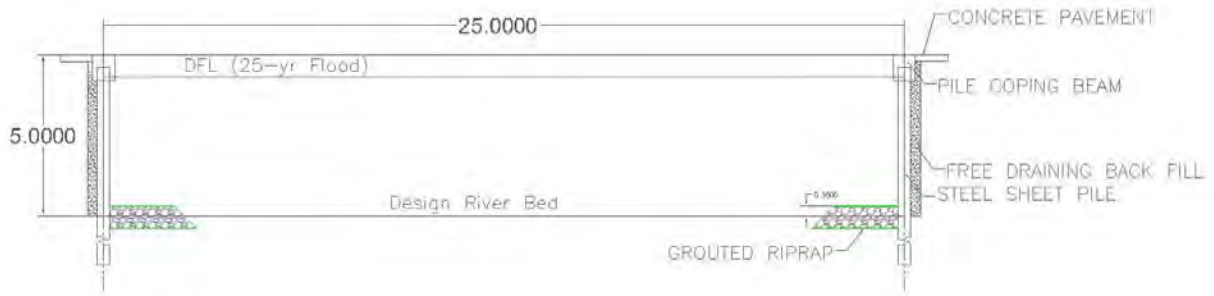 25.0000
CONCRETE PAVEMENT
DFL (25-yr Flood)
PILE COPING BEAM
5.0000
FREE DRAINING BACK FILL
STEEL SHEET PILE
Design River Bed
GROUTED RIPRAP